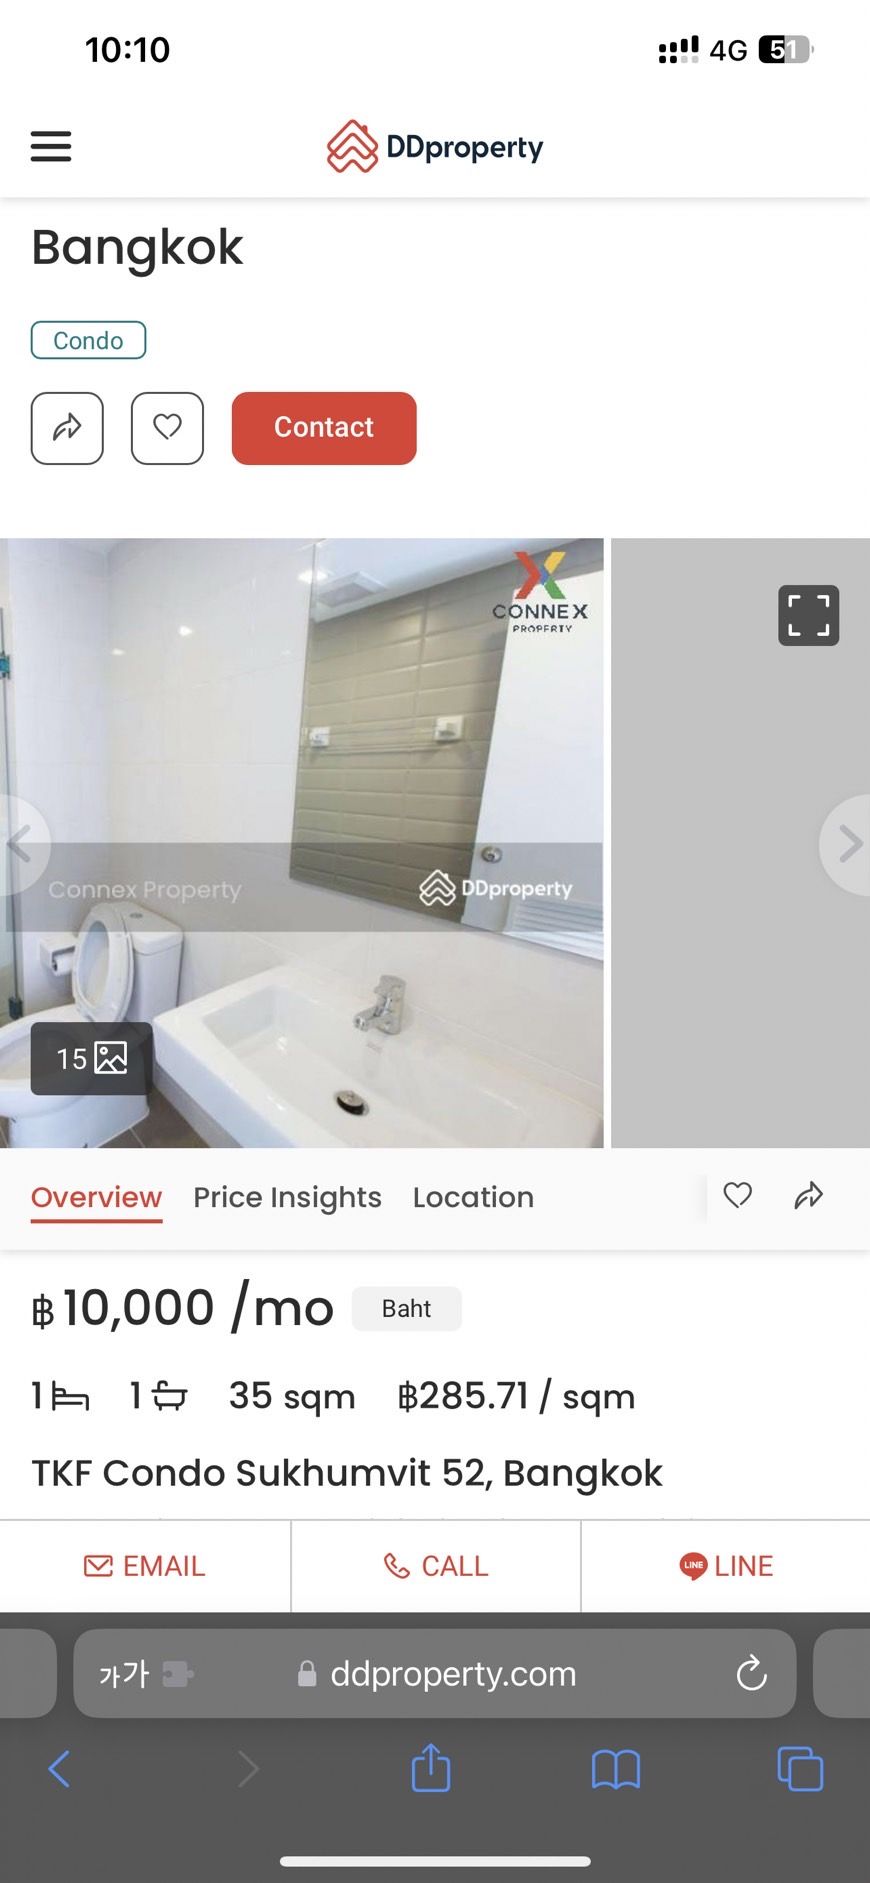 10:10
4G 51
DDproperty
Bangkok
Condo
Contact
CONNEX
PROPERTY
Connex Property
DDproperty
15
Overview Price Insights Location
฿10,000 /mo Baht
1 1 35 sqm ฿285.71 / sqm
TKF Condo Sukhumvit 52, Bangkok
EMAIL CALL LINE LINE
가가 ddproperty.com